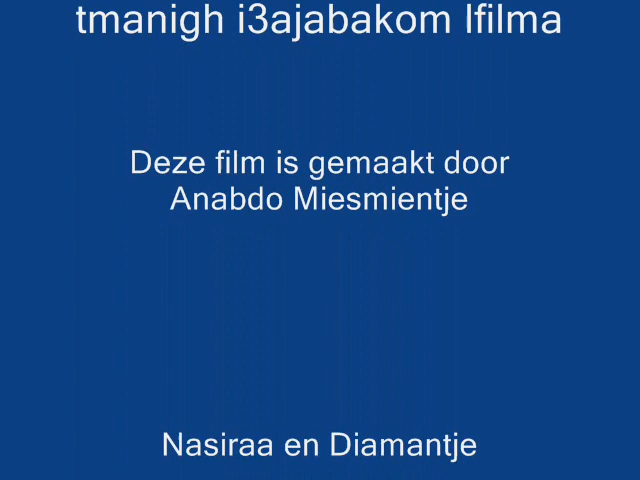 tmanigh i3ajabakom lfilma
Deze film is gemaakt door
Anabdo Miesmientje
Nasiraa en Diamantje